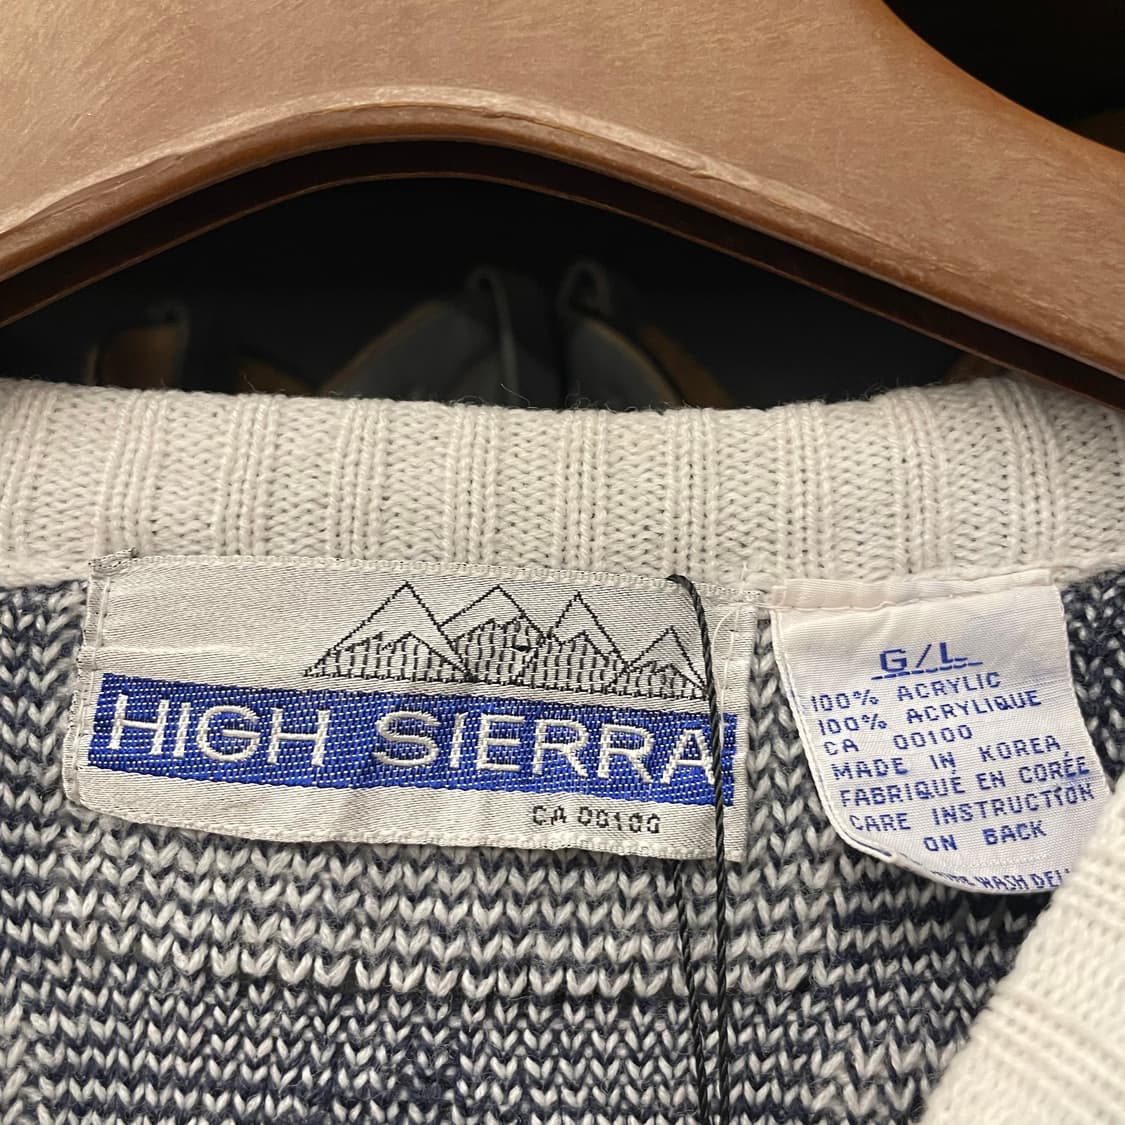 HIGH SIERRA
CA 00100
G/L
100% ACRYLIC
100% ACRYLIQUE
CA 00100
MADE IN KOREA
FABRIQUÉ EN CORÉE
CARE INSTRUCTION
ON BACK
WASH